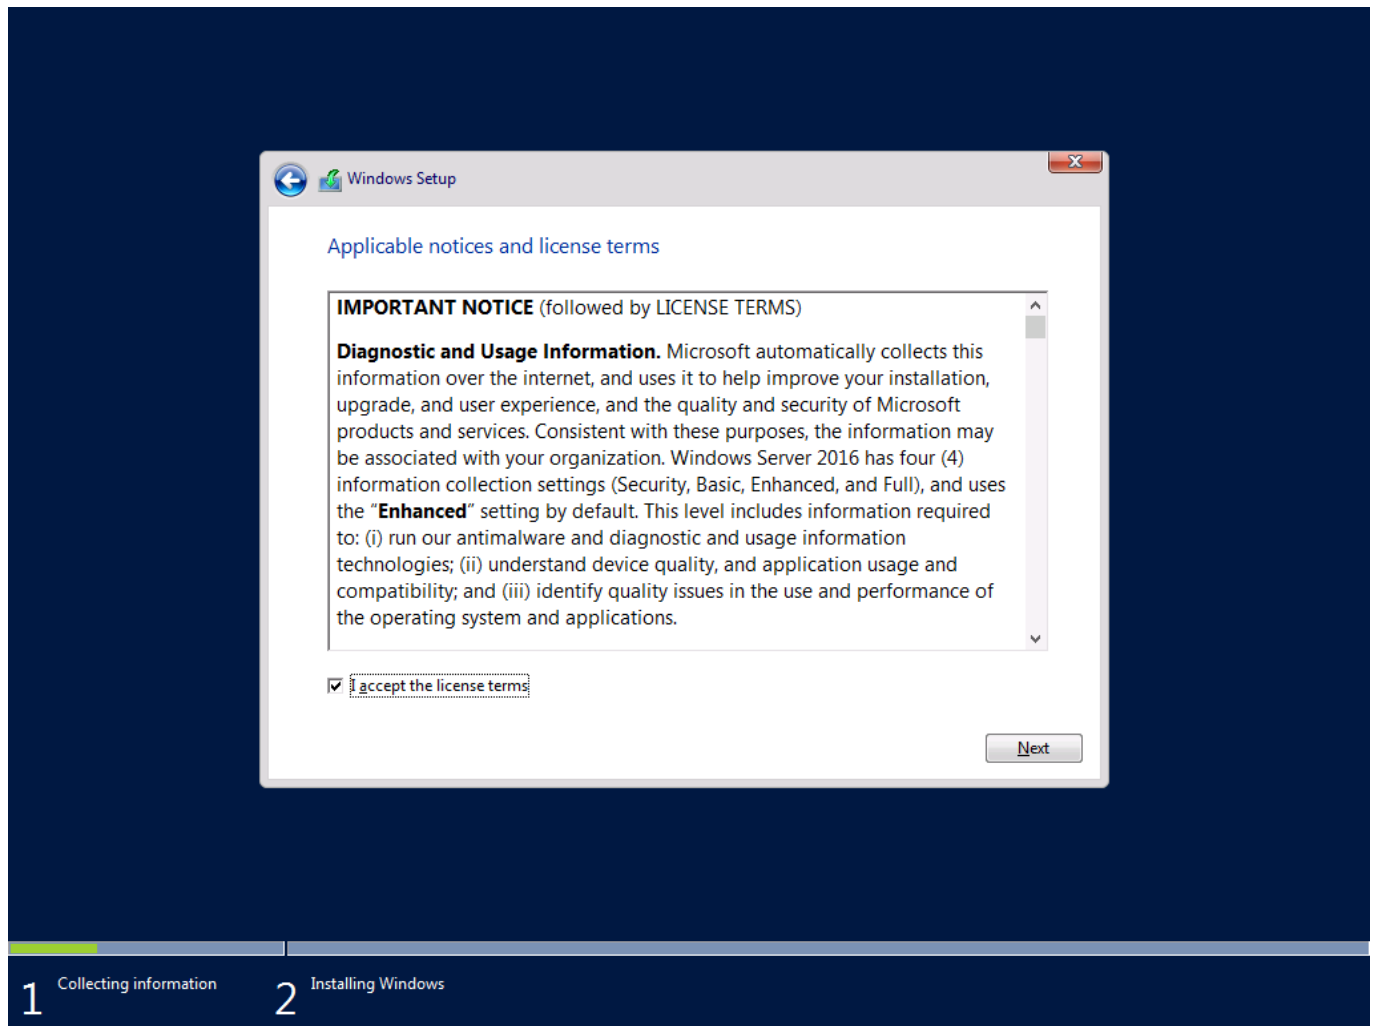 Windows Setup
Applicable notices and license terms
IMPORTANT NOTICE (followed by LICENSE TERMS)
Diagnostic and Usage Information. Microsoft automatically collects this
information over the internet, and uses it to help improve your installation,
upgrade, and user experience, and the quality and security of Microsoft
products and services. Consistent with these purposes, the information may
be associated with your organization. Windows Server 2016 has four (4)
information collection settings (Security, Basic, Enhanced, and Full), and uses
the “Enhanced” setting by default. This level includes information required
to: (i) run our antimalware and diagnostic and usage information
technologies; (ii) understand device quality, and application usage and
compatibility; and (iii) identify quality issues in the use and performance of
the operating system and applications.
I accept the license terms
Next
1 Collecting information
2 Installing Windows